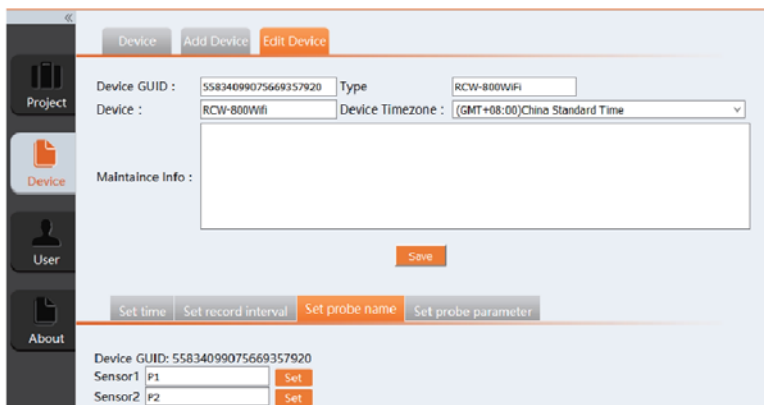 «
Device Add Device Edit Device
Project
Device GUID : 55834099075669357920 Type RCW-800WiFi
Device : RCW-800Wifi Device Timezone : (GMT+08:00)China Standard Time
Device
Maintaince Info :
User
Save
Set time Set record interval Set probe name Set probe parameter
About
Device GUID: 55834099075669357920
Sensor1 P1 Set
Sensor2 P2 Set